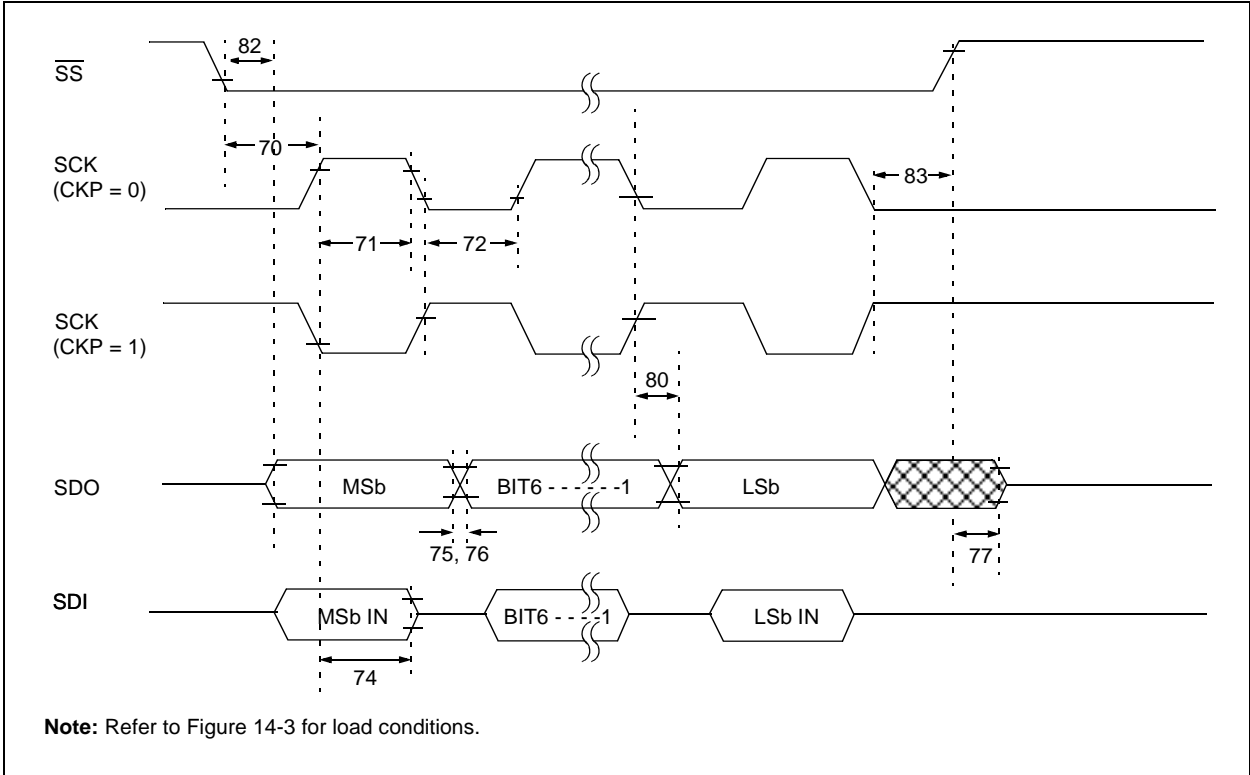 82
SS
70
SCK
(CKP = 0)
83
71
72
SCK
(CKP = 1)
80
SDO
MSb
BIT6 - - - - - -1
LSb
75, 76
77
SDI
MSb IN
BIT6 - - - -1
LSb IN
74
Note: Refer to Figure 14-3 for load conditions.